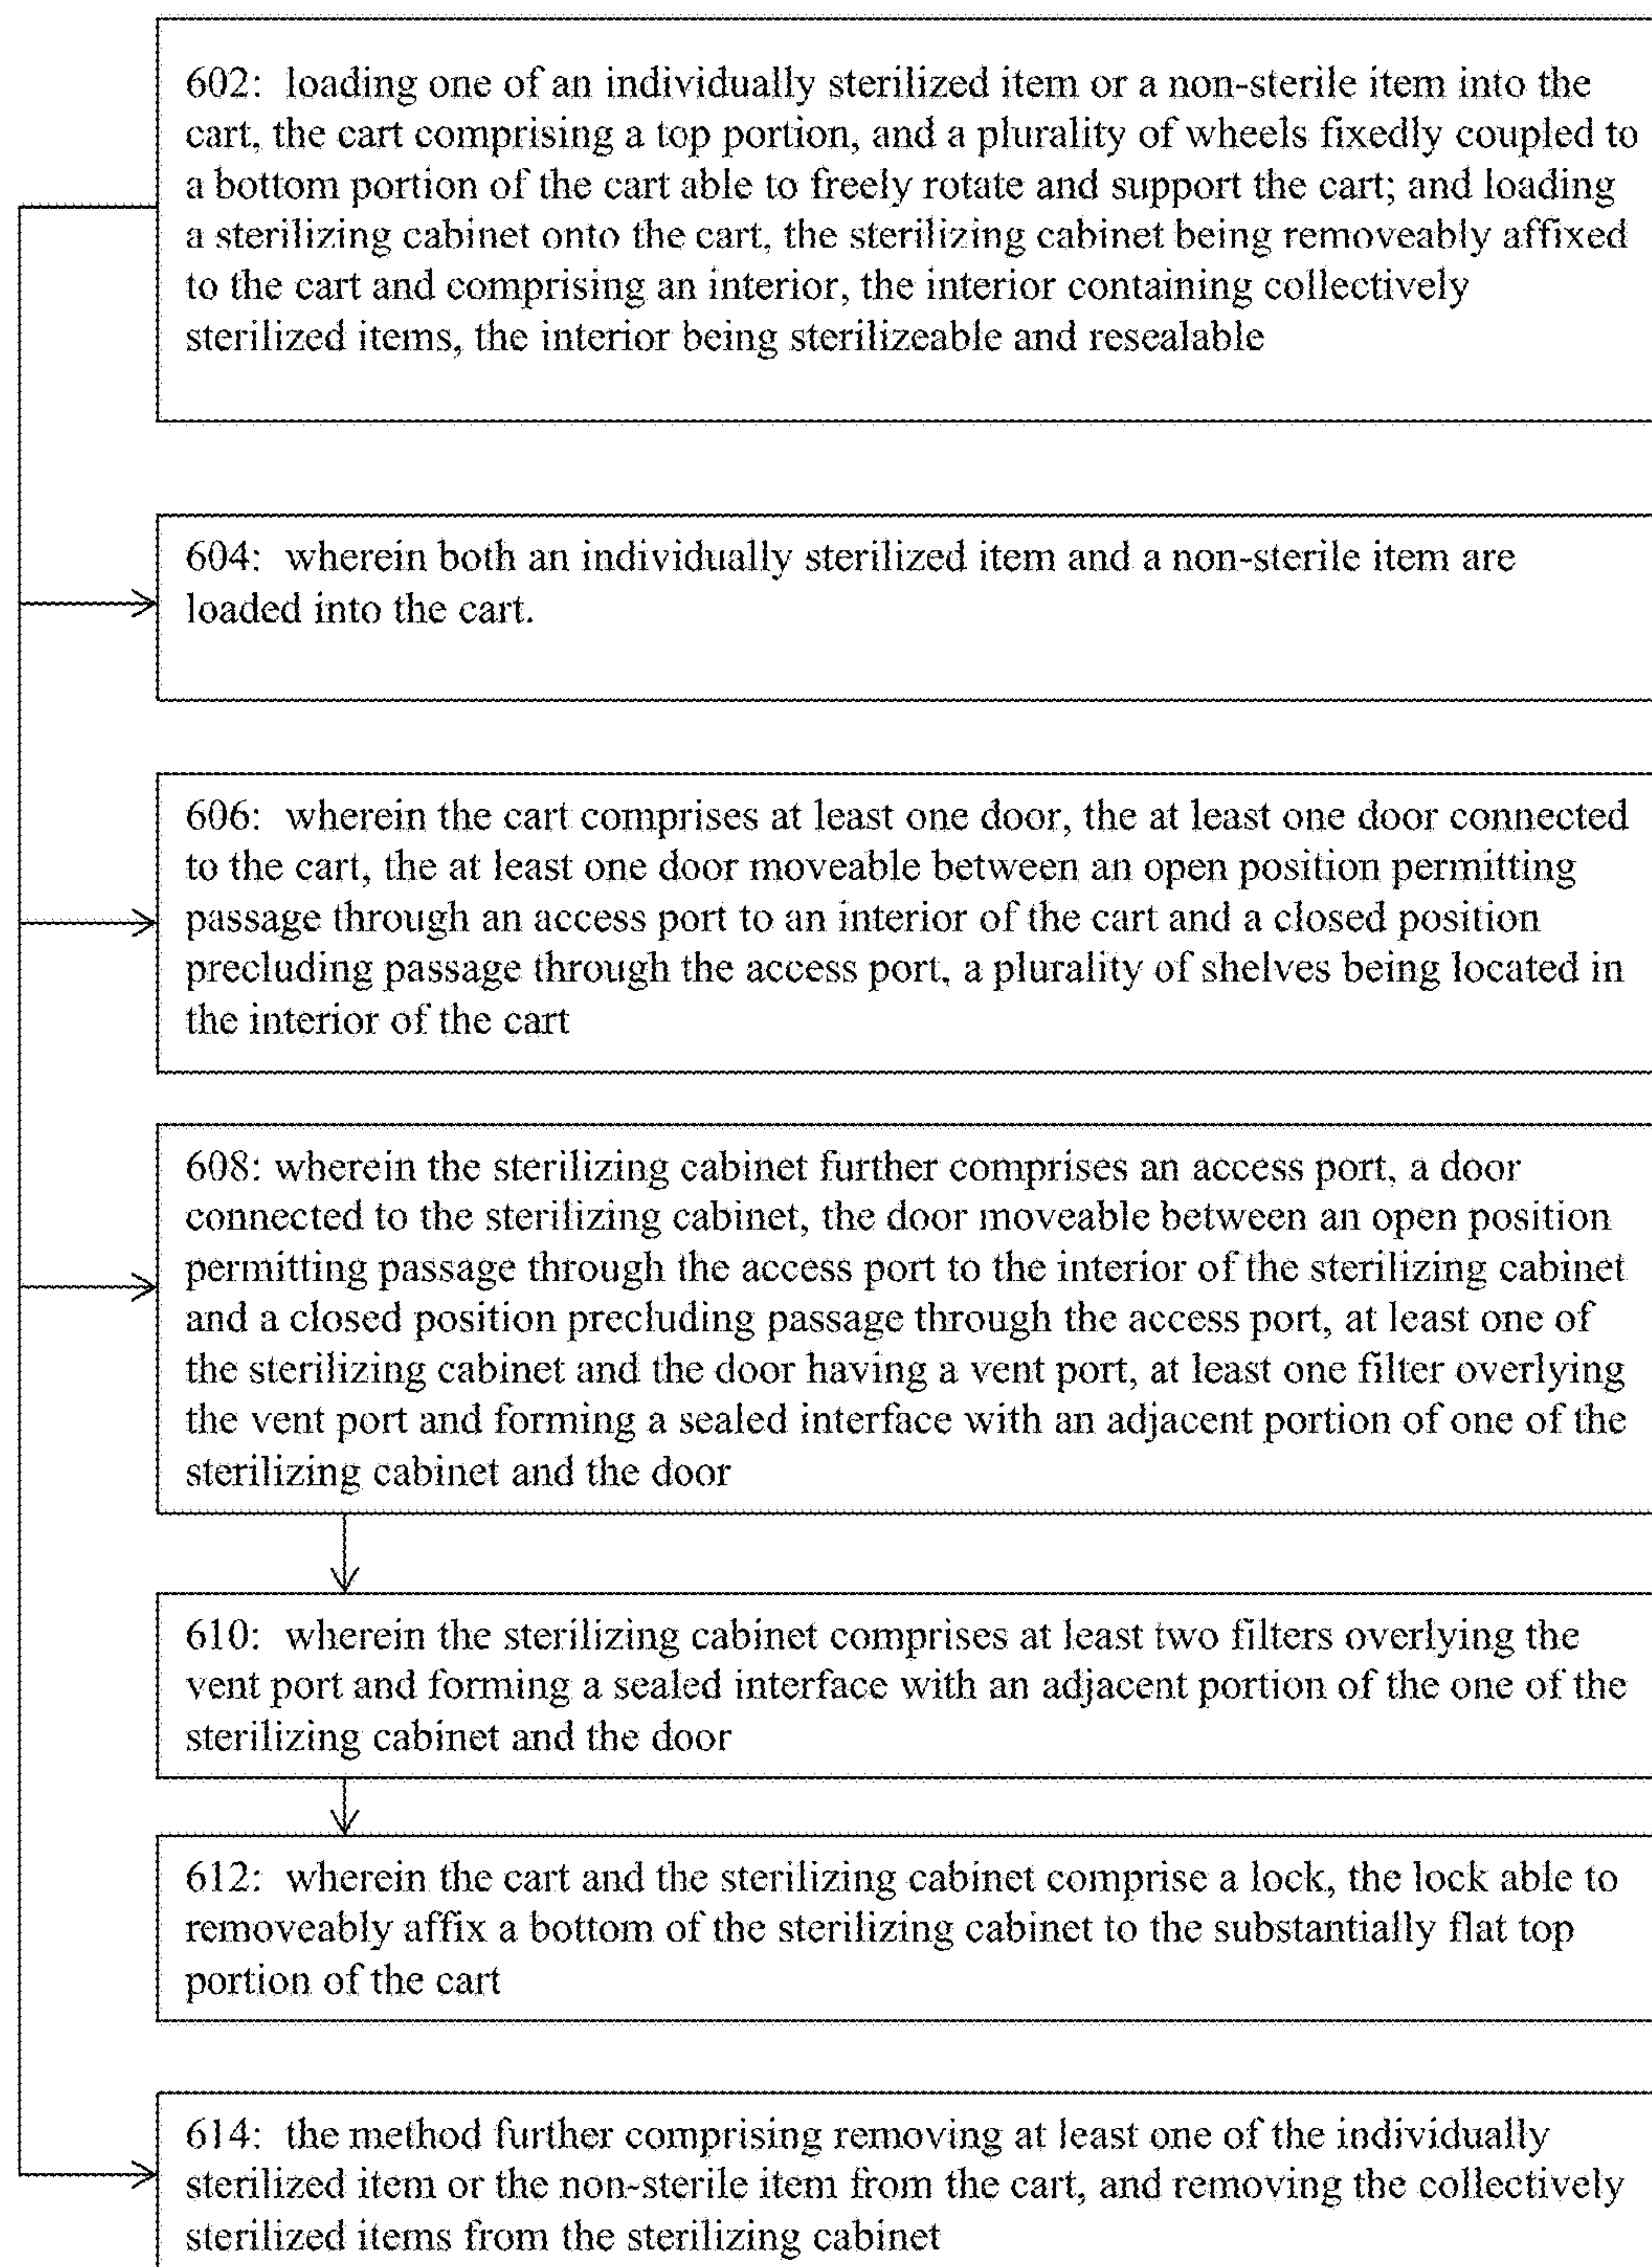 602: loading one of an individually sterilized item or a non-sterile item into the
cart, the cart comprising a top portion, and a plurality of wheels fixedly coupled to
a bottom portion of the cart able to freely rotate and support the cart; and loading
a sterilizing cabinet onto the cart, the sterilizing cabinet being removeably affixed
to the cart and comprising an interior, the interior containing collectively
sterilized items, the interior being sterilizeable and resealable
604: wherein both an individually sterilized item and a non-sterile item are
loaded into the cart.
606: wherein the cart comprises at least one door, the at least one door connected
to the cart, the at least one door moveable between an open position permitting
passage through an access port to an interior of the cart and a closed position
precluding passage through the access port, a plurality of shelves being located in
the interior of the cart
608: wherein the sterilizing cabinet further comprises an access port, a door
connected to the sterilizing cabinet, the door moveable between an open position
permitting passage through the access port to the interior of the sterilizing cabinet
and a closed position precluding passage through the access port, at least one of
the sterilizing cabinet and the door having a vent port, at least one filter overlying
the vent port and forming a sealed interface with an adjacent portion of one of the
sterilizing cabinet and the door
610: wherein the sterilizing cabinet comprises at least two filters overlying the
vent port and forming a sealed interface with an adjacent portion of the one of the
sterilizing cabinet and the door
612: wherein the cart and the sterilizing cabinet comprise a lock, the lock able to
removeably affix a bottom of the sterilizing cabinet to the substantially flat top
portion of the cart
614: the method further comprising removing at least one of the individually
sterilized item or the non-sterile item from the cart, and removing the collectively
sterilized items from the sterilizing cabinet